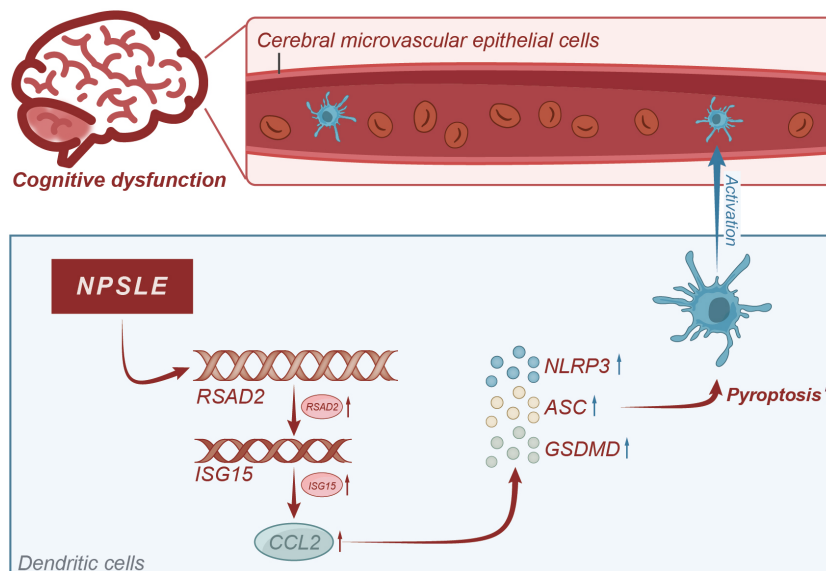 Cerebral microvascular epithelial cells
Cognitive dysfunction
Activation
NPSLE
RSAD2
RSAD2
ISG15
ISG15
CCL2
NLRP3
ASC
GSDMD
Pyroptosis
Dendritic cells